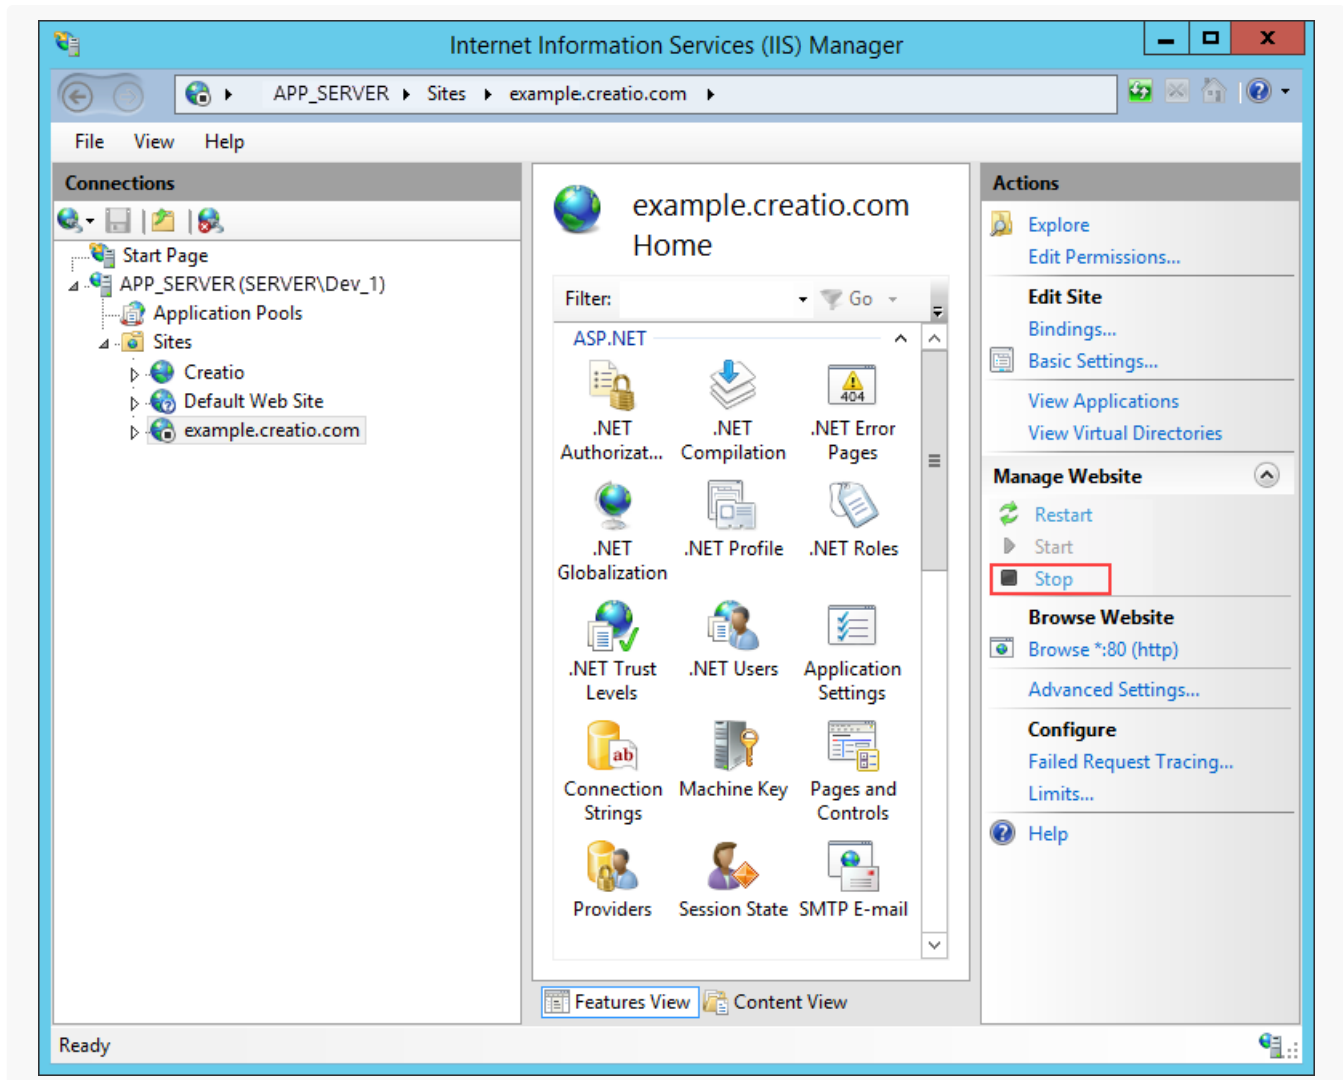 Internet Information Services (IIS) Manager
APP_SERVER Sites example.creatio.com
File View Help
Connections
Start Page
APP_SERVER (SERVER\Dev_1)
Application Pools
Sites
Creatio
Default Web Site
example.creatio.com
example.creatio.com
Home
Filter: Go
ASP.NET
404
.NET
Authorizat...
.NET
Compilation
.NET Error
Pages
.NET
Globalization
.NET Profile
.NET Roles
.NET Trust
Levels
.NET Users
Application
Settings
ab
Connection
Strings
Machine Key
Pages and
Controls
Providers
Session State
SMTP E-mail
Features View
Content View
Actions
Explore
Edit Permissions...
Edit Site
Bindings...
Basic Settings...
View Applications
View Virtual Directories
Manage Website
Restart
Start
Stop
Browse Website
Browse *:80 (http)
Advanced Settings...
Configure
Failed Request Tracing...
Limits...
Help
Ready